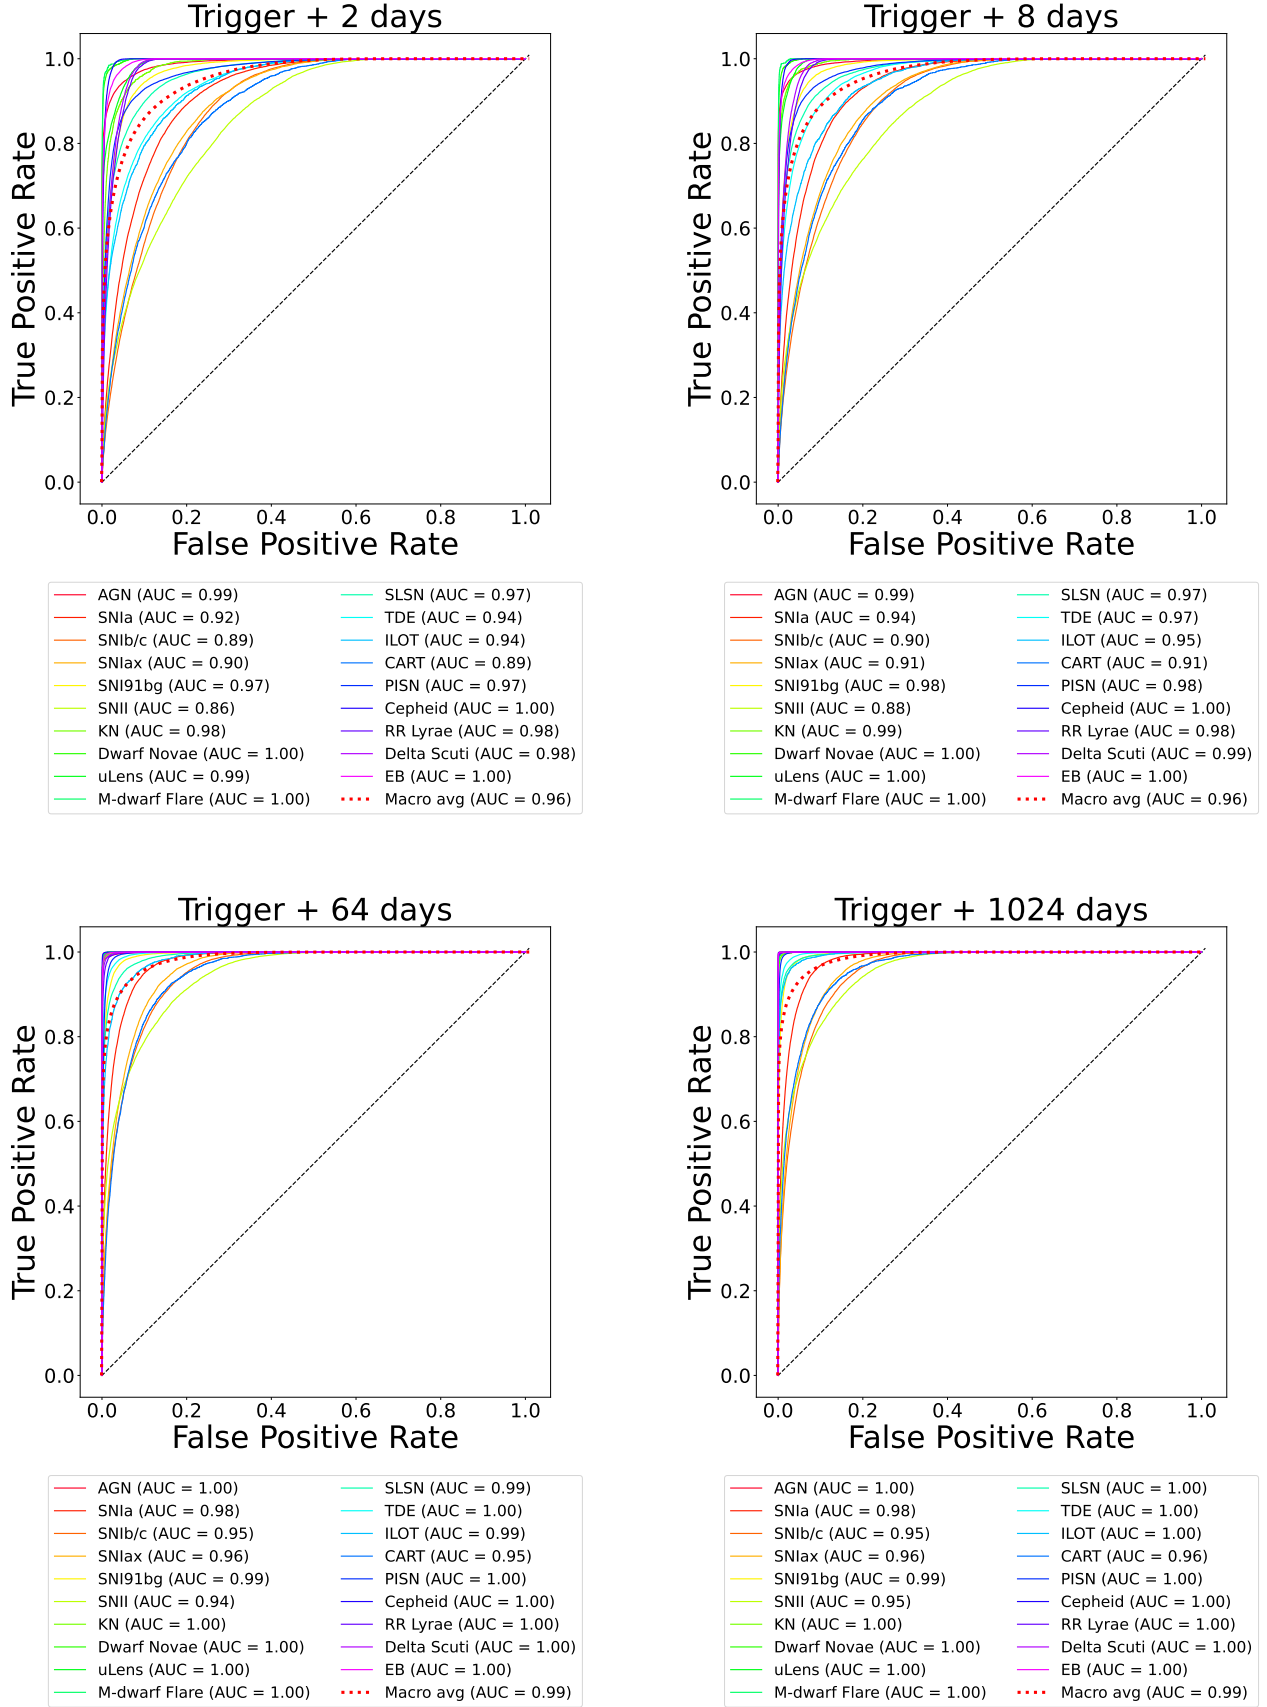 Trigger + 2 days
True Positive Rate
1.0
0.8
0.6
0.4
0.2
0.0
0.0 0.2 0.4 0.6 0.8 1.0
False Positive Rate
AGN (AUC = 0.99)
SNIa (AUC = 0.92)
SNIb/c (AUC = 0.89)
SNIax (AUC = 0.90)
SNI91bg (AUC = 0.97)
SNII (AUC = 0.86)
KN (AUC = 0.98)
Dwarf Novae (AUC = 1.00)
uLens (AUC = 0.99)
M-dwarf Flare (AUC = 1.00)
SLSN (AUC = 0.97)
TDE (AUC = 0.94)
ILOT (AUC = 0.94)
CART (AUC = 0.89)
PISN (AUC = 0.97)
Cepheid (AUC = 1.00)
RR Lyrae (AUC = 0.98)
Delta Scuti (AUC = 0.98)
EB (AUC = 1.00)
Macro avg (AUC = 0.96)
Trigger + 8 days
True Positive Rate
1.0
0.8
0.6
0.4
0.2
0.0
0.0 0.2 0.4 0.6 0.8 1.0
False Positive Rate
AGN (AUC = 0.99)
SNIa (AUC = 0.94)
SNIb/c (AUC = 0.90)
SNIax (AUC = 0.91)
SNI91bg (AUC = 0.98)
SNII (AUC = 0.88)
KN (AUC = 0.99)
Dwarf Novae (AUC = 1.00)
uLens (AUC = 1.00)
M-dwarf Flare (AUC = 1.00)
SLSN (AUC = 0.97)
TDE (AUC = 0.97)
ILOT (AUC = 0.95)
CART (AUC = 0.91)
PISN (AUC = 0.98)
Cepheid (AUC = 1.00)
RR Lyrae (AUC = 0.98)
Delta Scuti (AUC = 0.99)
EB (AUC = 1.00)
Macro avg (AUC = 0.96)
Trigger + 64 days
True Positive Rate
1.0
0.8
0.6
0.4
0.2
0.0
0.0 0.2 0.4 0.6 0.8 1.0
False Positive Rate
AGN (AUC = 1.00)
SNIa (AUC = 0.98)
SNIb/c (AUC = 0.95)
SNIax (AUC = 0.96)
SNI91bg (AUC = 0.99)
SNII (AUC = 0.94)
KN (AUC = 1.00)
Dwarf Novae (AUC = 1.00)
uLens (AUC = 1.00)
M-dwarf Flare (AUC = 1.00)
SLSN (AUC = 0.99)
TDE (AUC = 1.00)
ILOT (AUC = 0.99)
CART (AUC = 0.95)
PISN (AUC = 1.00)
Cepheid (AUC = 1.00)
RR Lyrae (AUC = 1.00)
Delta Scuti (AUC = 1.00)
EB (AUC = 1.00)
Macro avg (AUC = 0.99)
Trigger + 1024 days
True Positive Rate
1.0
0.8
0.6
0.4
0.2
0.0
0.0 0.2 0.4 0.6 0.8 1.0
False Positive Rate
AGN (AUC = 1.00)
SNIa (AUC = 0.98)
SNIb/c (AUC = 0.95)
SNIax (AUC = 0.96)
SNI91bg (AUC = 0.99)
SNII (AUC = 0.95)
KN (AUC = 1.00)
Dwarf Novae (AUC = 1.00)
uLens (AUC = 1.00)
M-dwarf Flare (AUC = 1.00)
SLSN (AUC = 1.00)
TDE (AUC = 1.00)
ILOT (AUC = 1.00)
CART (AUC = 0.96)
PISN (AUC = 1.00)
Cepheid (AUC = 1.00)
RR Lyrae (AUC = 1.00)
Delta Scuti (AUC = 1.00)
EB (AUC = 1.00)
Macro avg (AUC = 0.99)